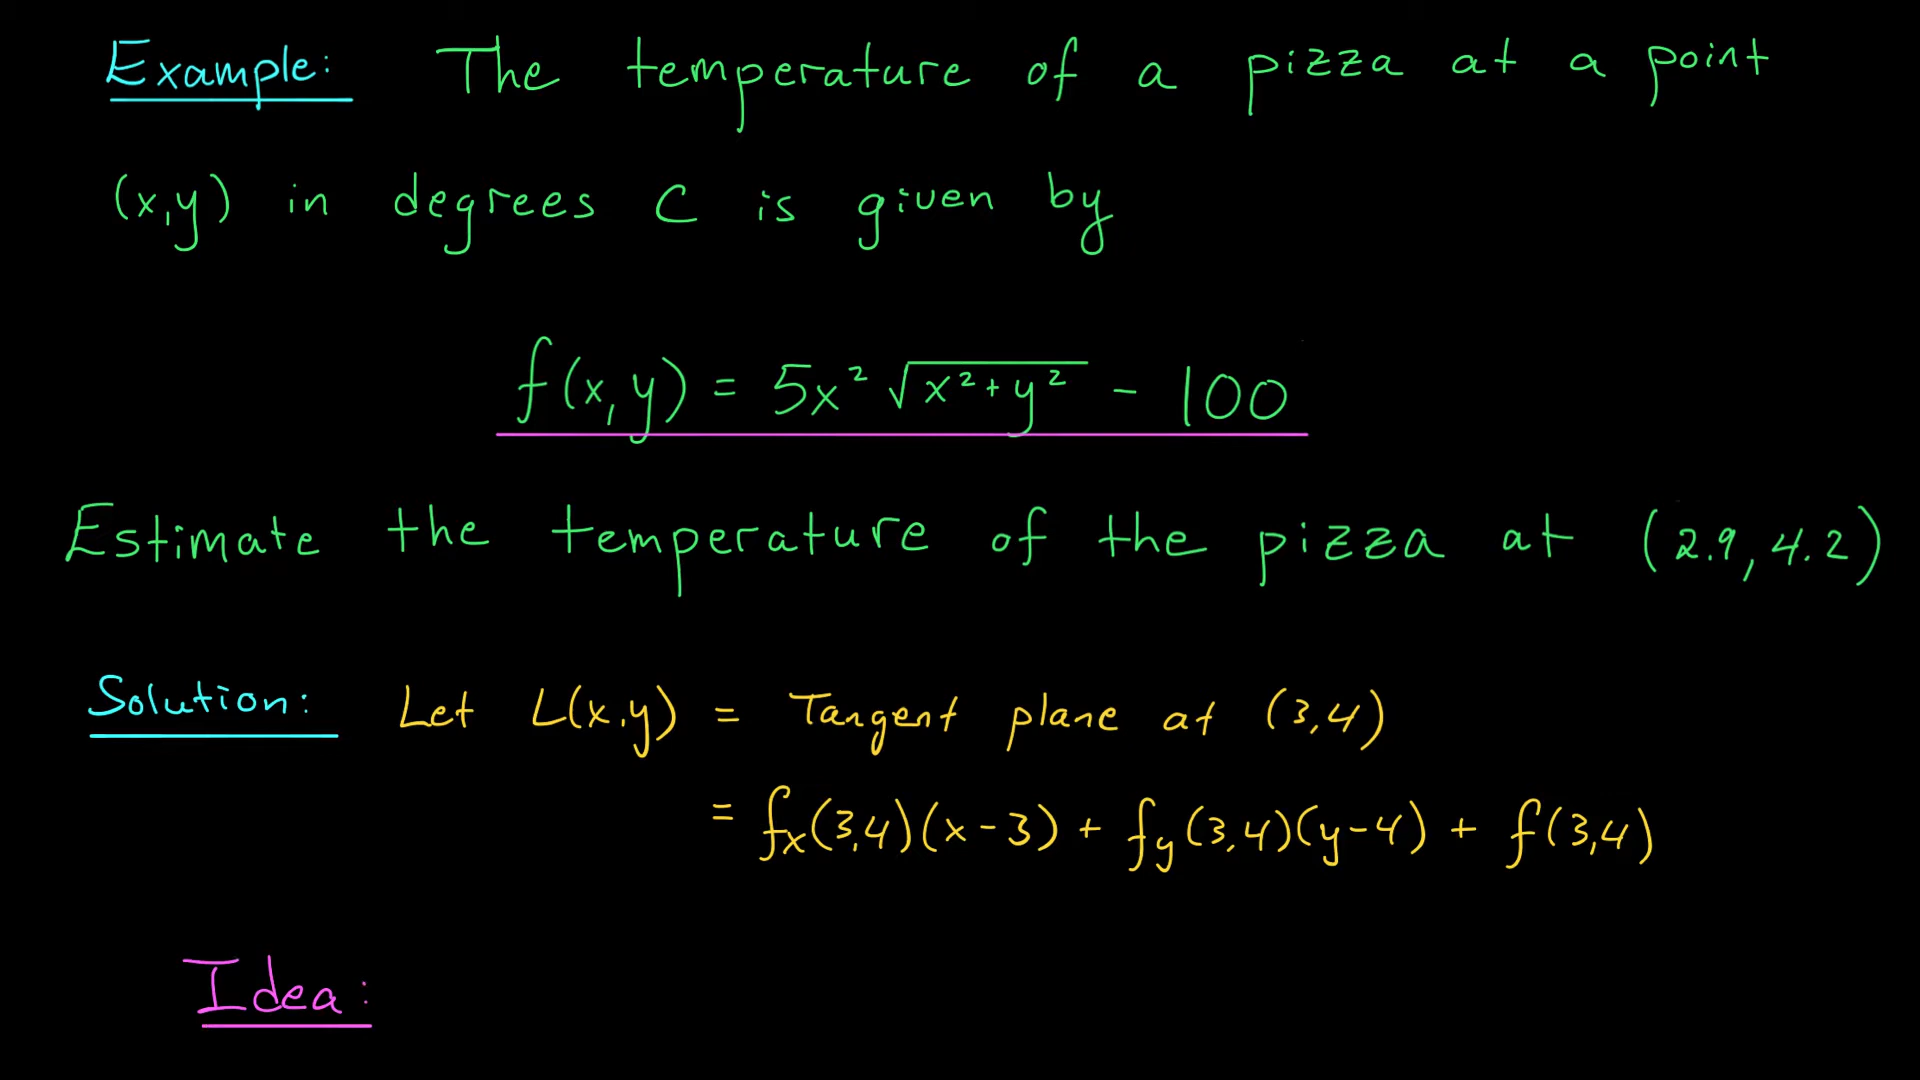 Example: The temperature of a pizza at a point
(x,y) in degrees C is given by
f(x,y) = 5x² √(x²+y²) - 100
Estimate the temperature of the pizza at (2.9, 4.2)
Solution: Let L(x,y) = Tangent plane at (3,4)
= fₓ(3,4)(x-3) + f_y(3,4)(y-4) + f(3,4)
Idea: